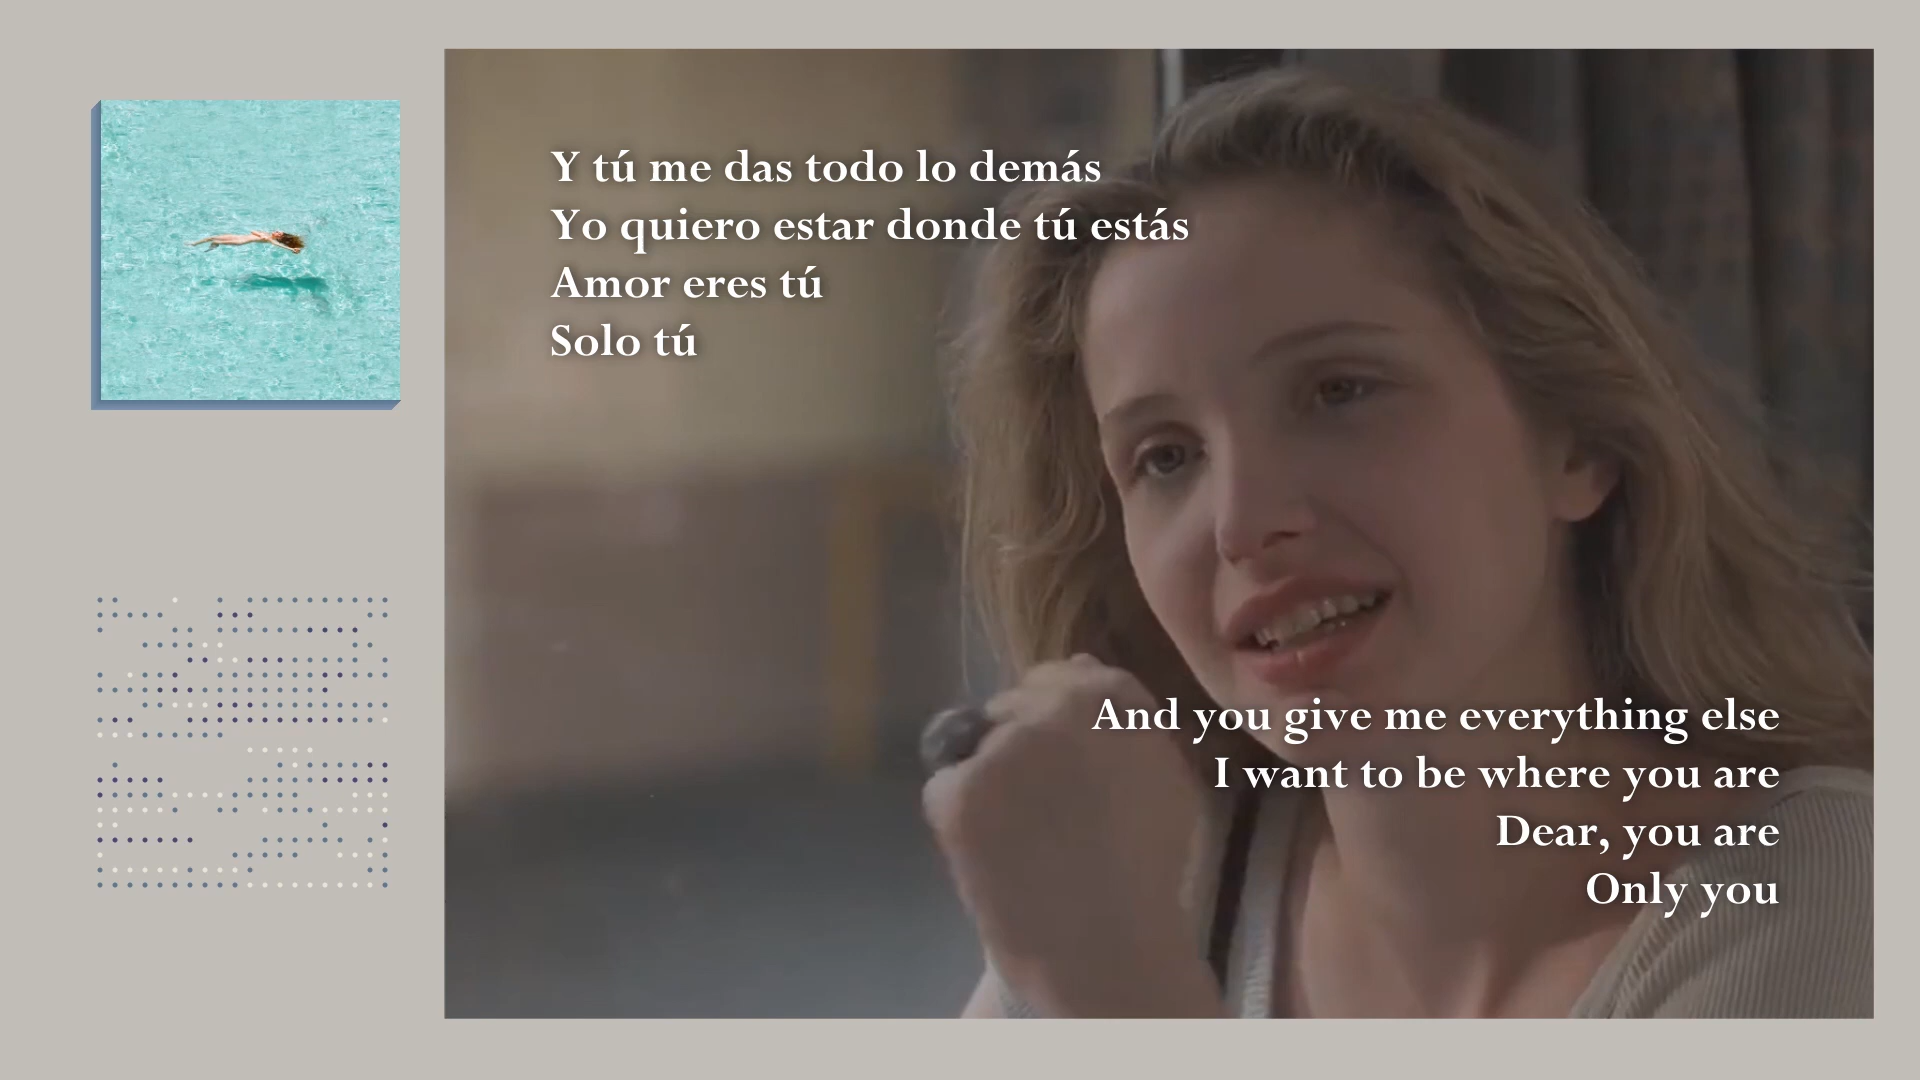 Y tú me das todo lo demás
Yo quiero estar donde tú estás
Amor eres tú
Solo tú
And you give me everything else
I want to be where you are
Dear, you are
Only you